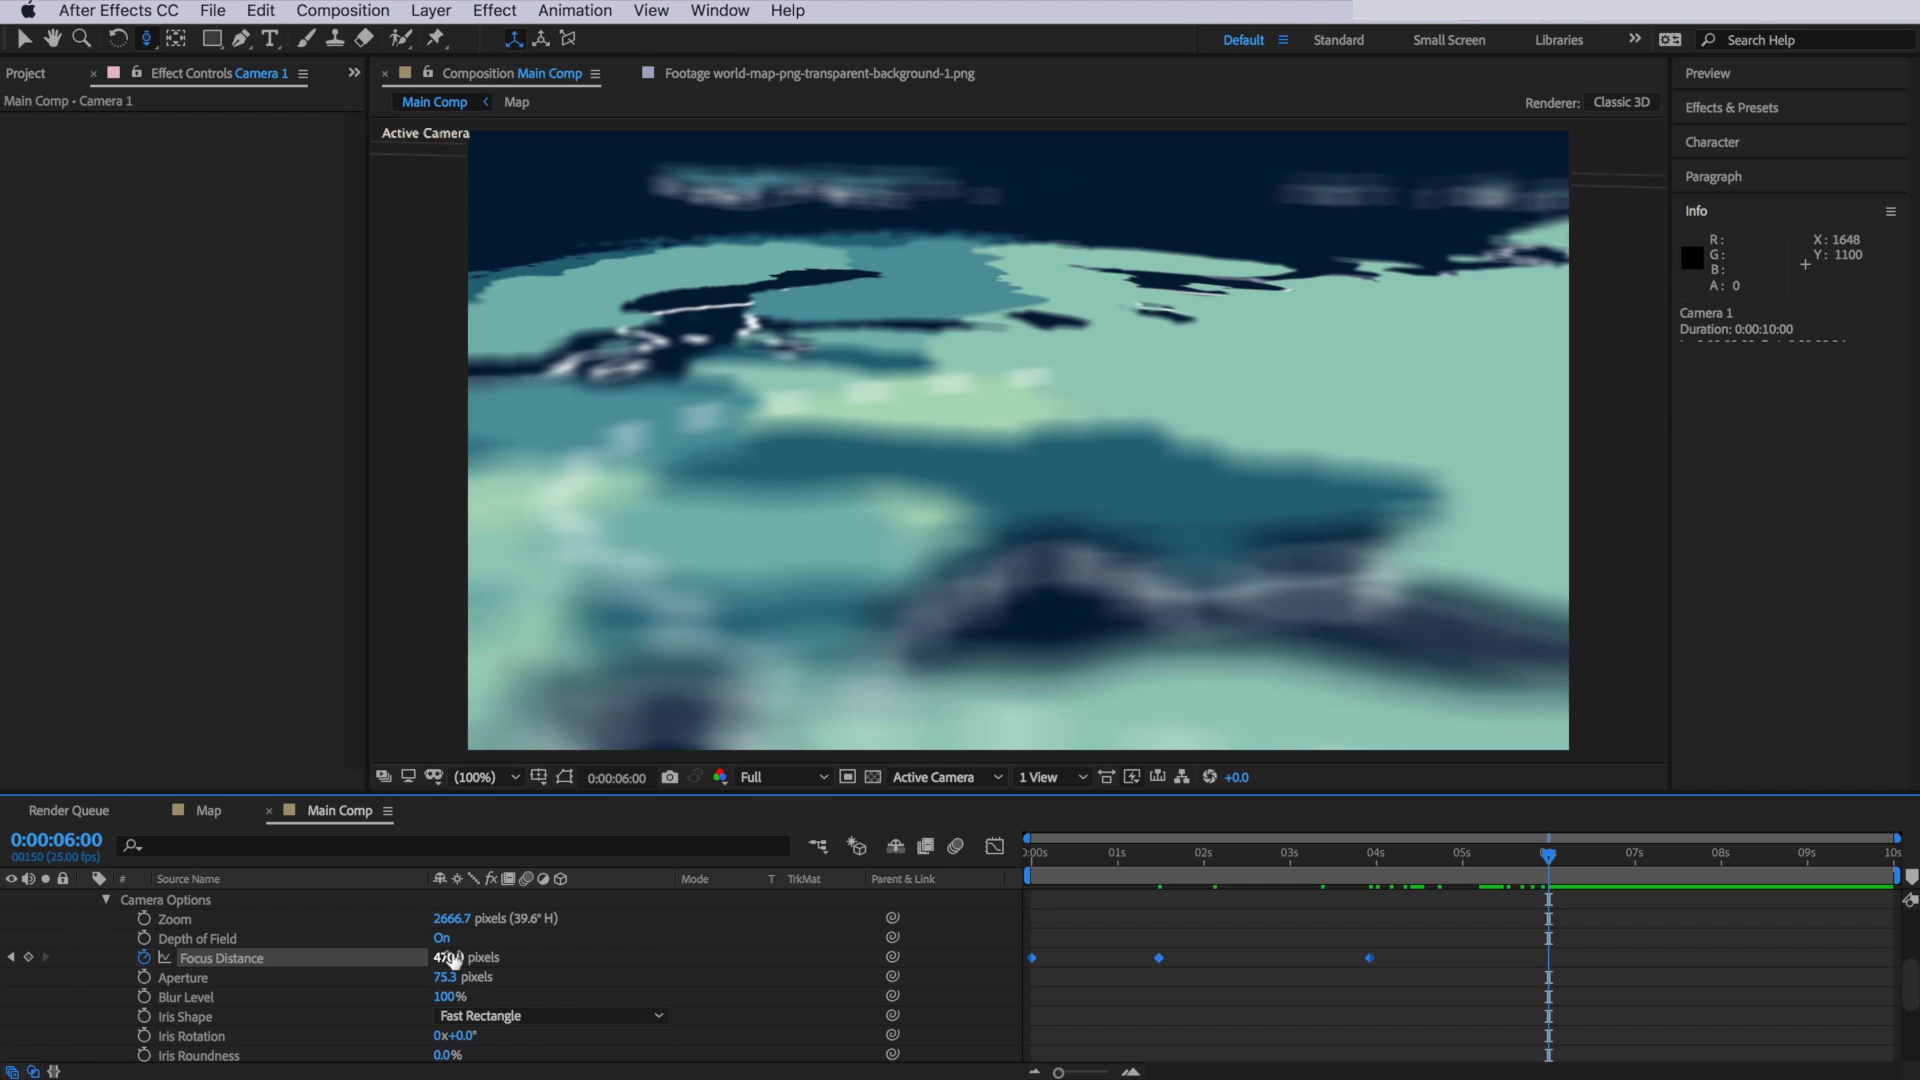 After Effects CC File Edit Composition Layer Effect Animation View Window Help
Default Standard Small Screen Libraries Search Help
Project Effect Controls Camera 1
Composition Main Comp Footage world-map-png-transparent-background-1.png
Main Comp • Camera 1
Main Comp Map
Renderer: Classic 3D
Active Camera
Preview
Effects & Presets
Character
Paragraph
Info
R:
G:
B:
A: 0
X: 1648
Y: 1100
Camera 1
Duration: 0:00:10:00
(100%) 0:00:06:00 Full Active Camera 1 View +0.0
Render Queue Map Main Comp
0:00:06:00
00150 (25.00 fps)
# Source Name Mode T TrkMat Parent & Link
:00s 01s 02s 03s 04s 05s 07s 08s 09s 10s
Camera Options
Zoom 2666.7 pixels (39.6° H)
Depth of Field On
Focus Distance pixels
Aperture 75.3 pixels
Blur Level 100%
Iris Shape Fast Rectangle
Iris Rotation 0x+0.0°
Iris Roundness 0.0%